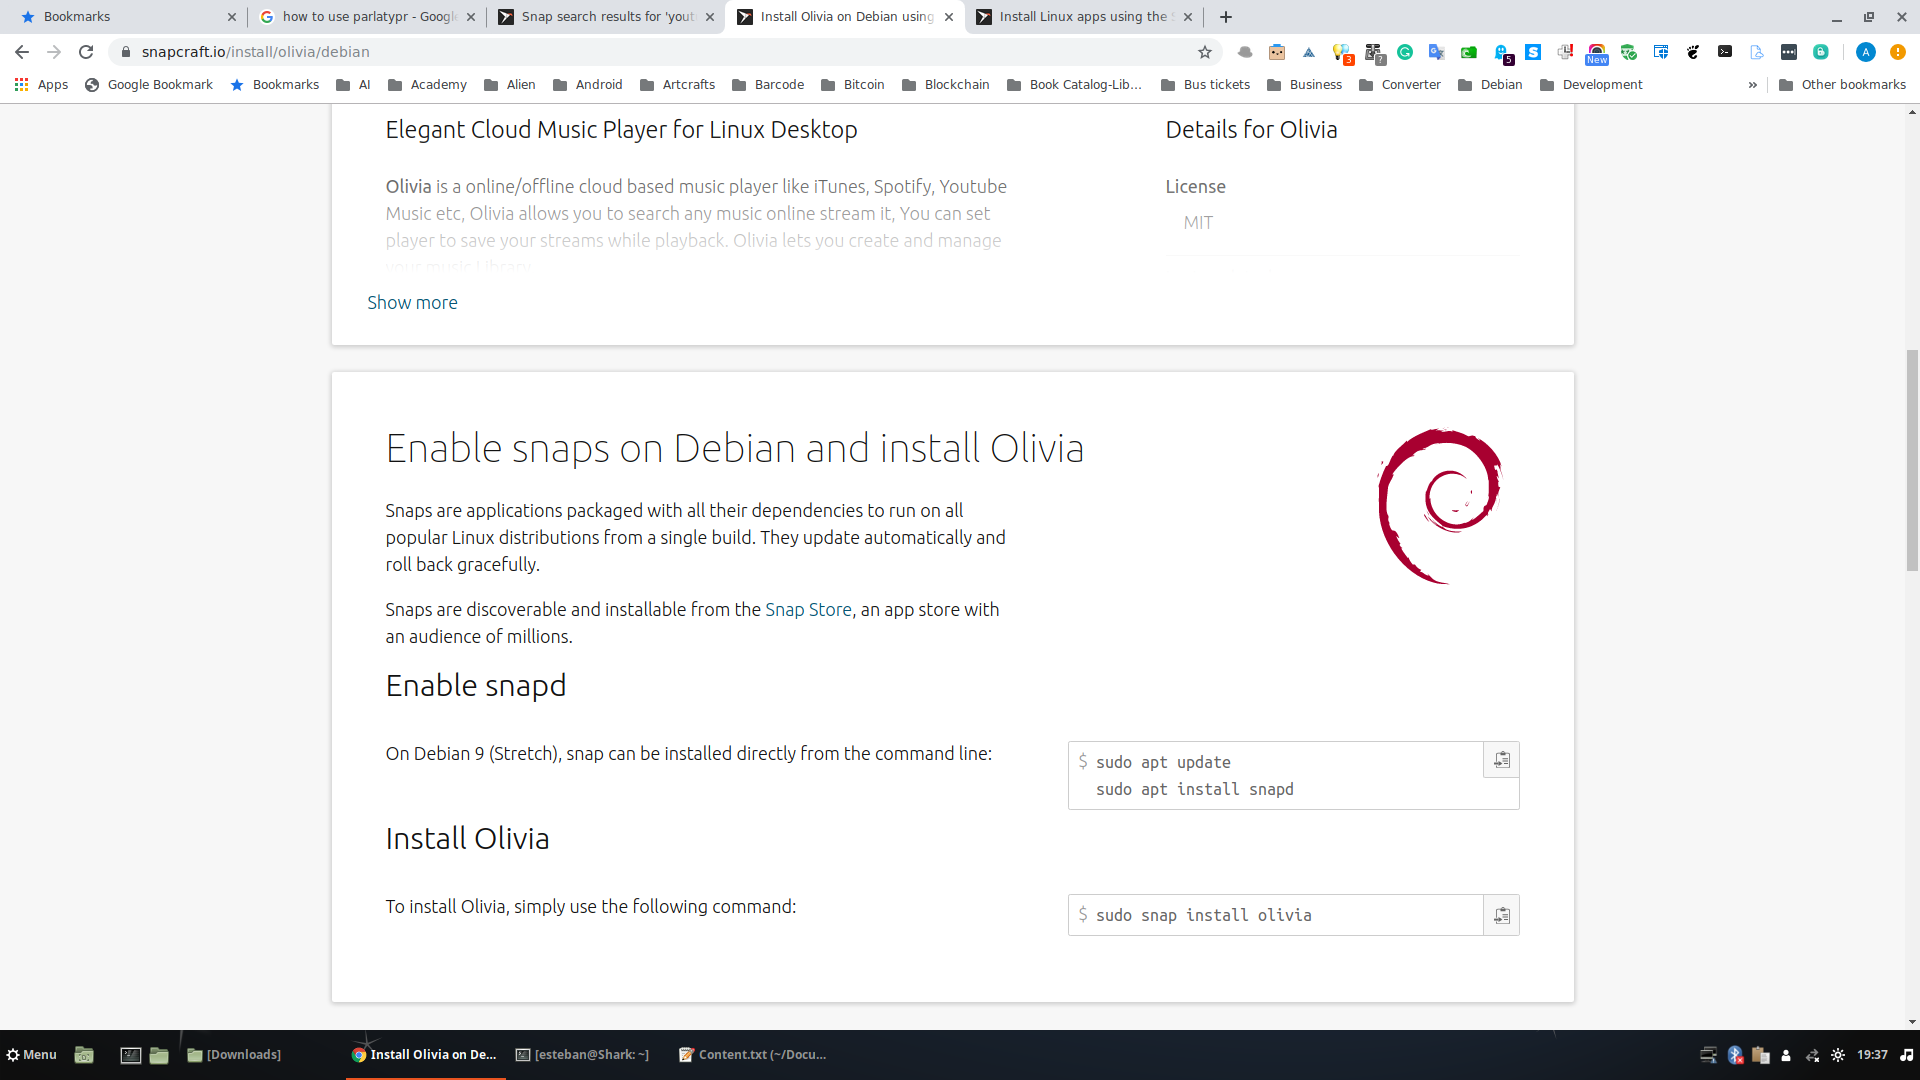 Bookmarks
how to use parlatypr - Googl
Snap search results for 'yout
Install Olivia on Debian using
Install Linux apps using the
snapcraft.io/install/olivia/debian
3
?
5
New
A
Apps
Google Bookmark
Bookmarks
AI
Academy
Alien
Android
Artcrafts
Barcode
Bitcoin
Blockchain
Book Catalog-Lib...
Bus tickets
Business
Converter
Debian
Development
»
Other bookmarks
Elegant Cloud Music Player for Linux Desktop
Olivia is a online/offline cloud based music player like iTunes, Spotify, Youtube
Music etc, Olivia allows you to search any music online stream it, You can set
player to save your streams while playback. Olivia lets you create and manage
your music Library
Show more
Details for Olivia
License
MIT
Enable snaps on Debian and install Olivia
Snaps are applications packaged with all their dependencies to run on all
popular Linux distributions from a single build. They update automatically and
roll back gracefully.
Snaps are discoverable and installable from the Snap Store, an app store with
an audience of millions.
Enable snapd
On Debian 9 (Stretch), snap can be installed directly from the command line:
$ sudo apt update
sudo apt install snapd
Install Olivia
To install Olivia, simply use the following command:
$ sudo snap install olivia
Menu
[Downloads]
Install Olivia on De...
[esteban@Shark: ~]
Content.txt (~/Docu...
19:37